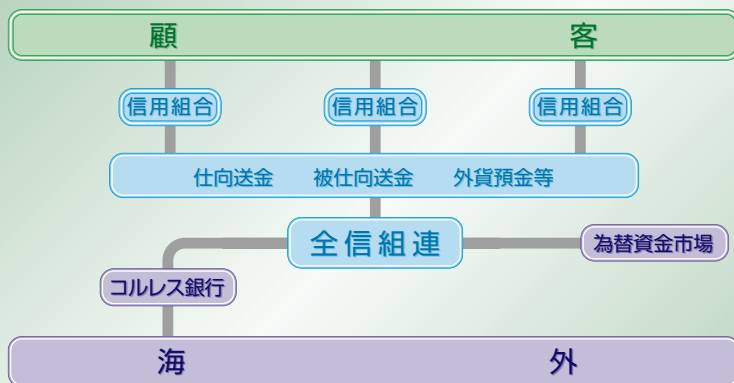 顧客
信用組合 信用組合 信用組合
仕向送金 被仕向送金 外貨預金等
全信組連
為替資金市場
コルレス銀行
海外